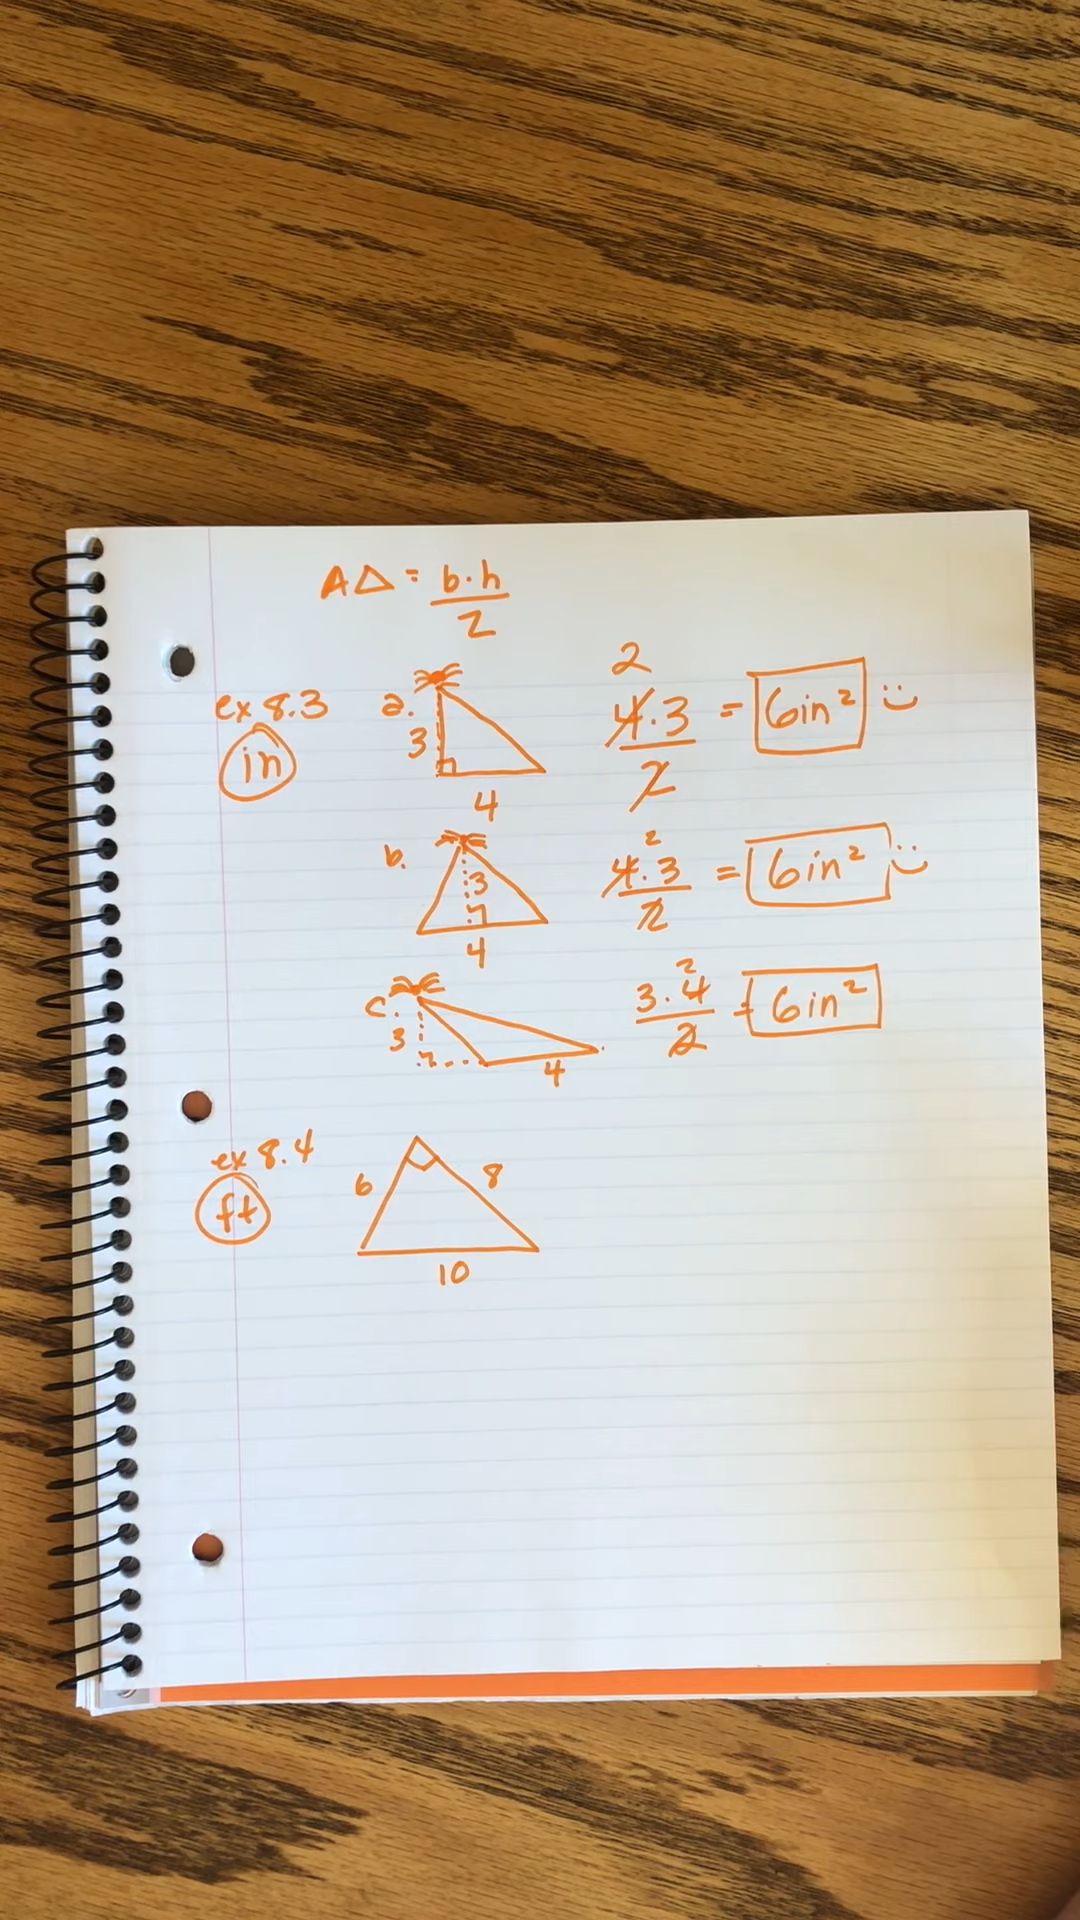 A△ = b·h
2
ex 8.3
in
a.
3
4
2
4·3 = 6in²
2
b.
3
4
2
4·3 = 6in²
2
c.
3
4
2
3·4 = 6in²
2
ex 8.4
ft
6
8
10